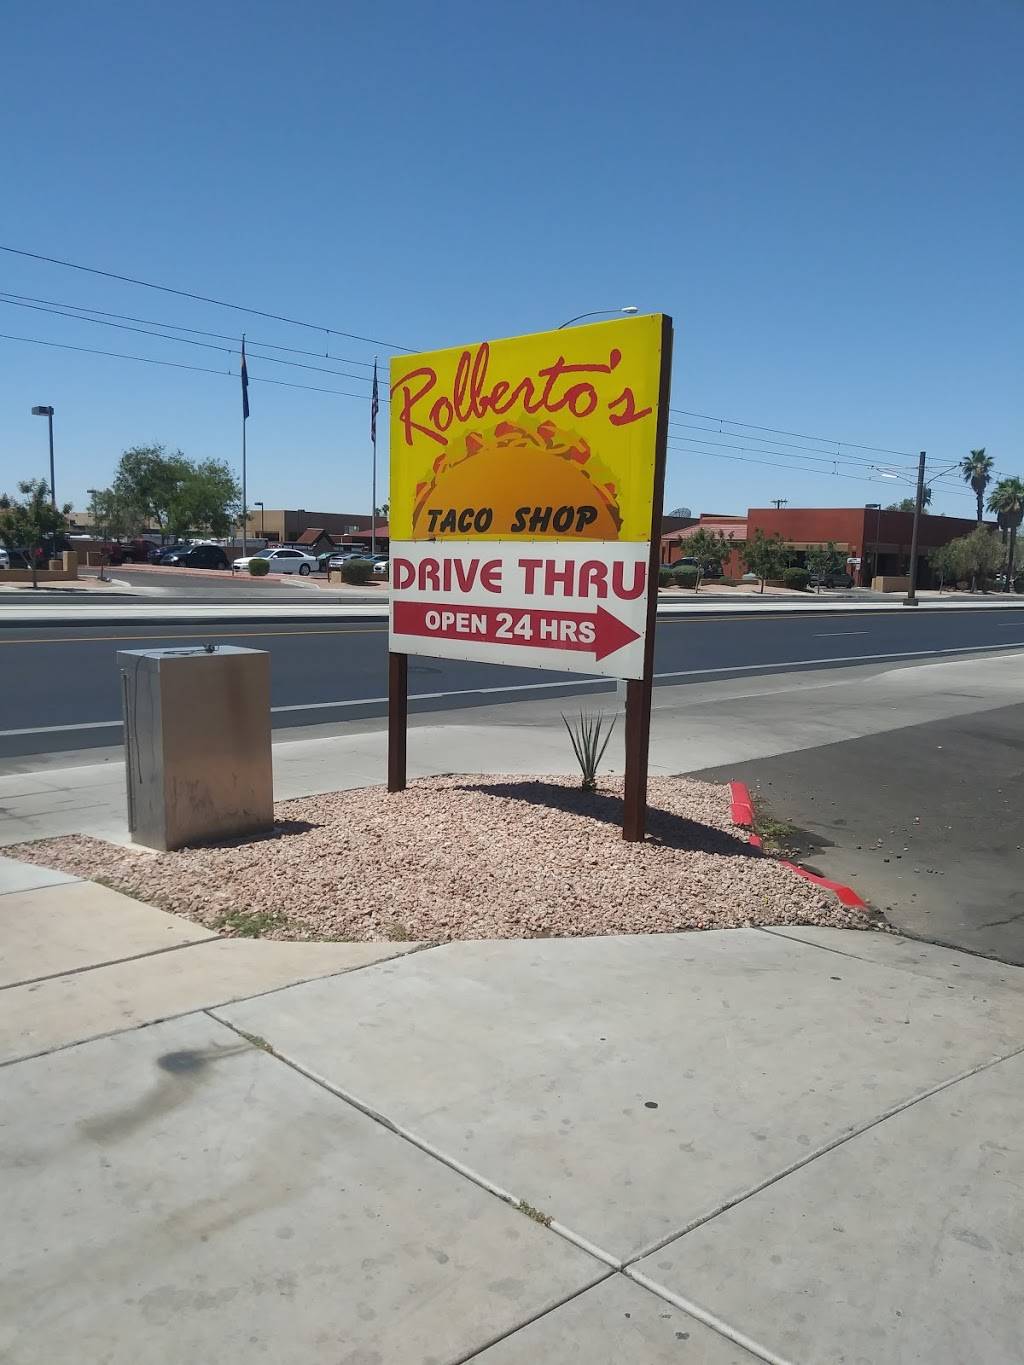 Rolberto's
TACO SHOP
DRIVE THRU
OPEN 24 HRS